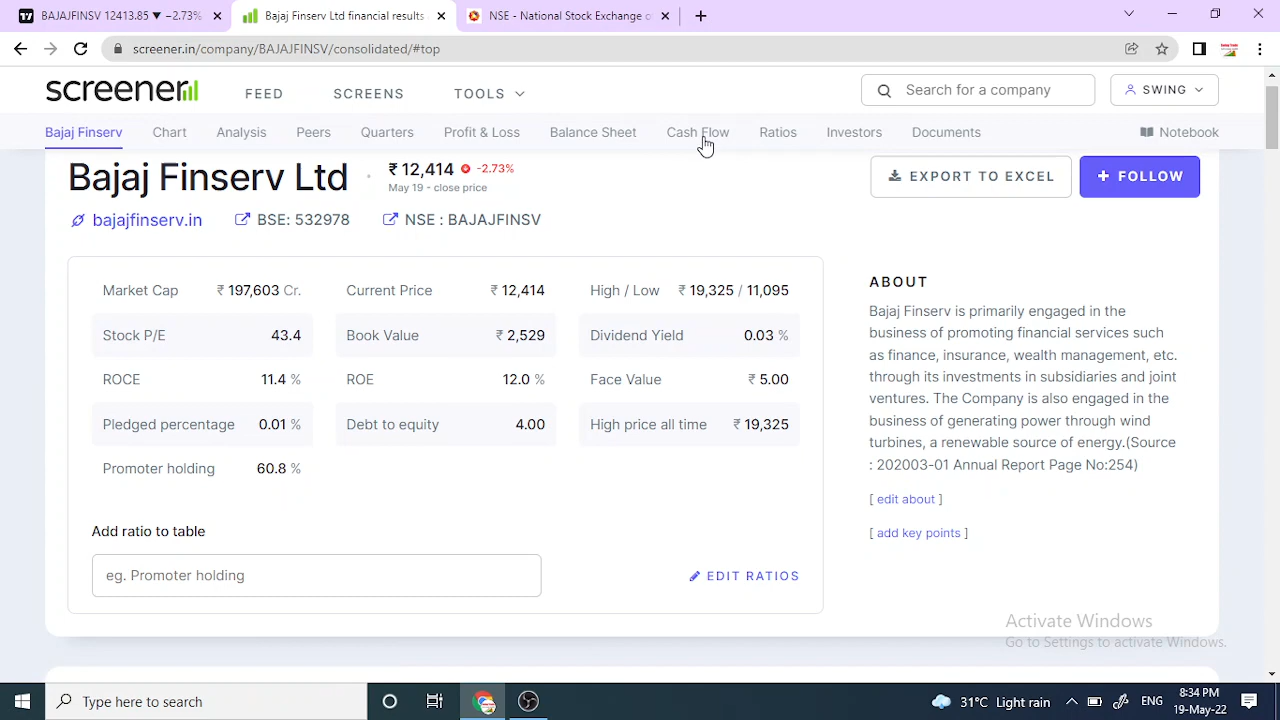 BAJAJFINSV 12413.85 ▼ −2.73%
Bajaj Finserv Ltd financial results
NSE - National Stock Exchange o
screener.in/company/BAJAJFINSV/consolidated/#top
screener
FEED SCREENS TOOLS
Search for a company
SWING
Bajaj Finserv Chart Analysis Peers Quarters Profit & Loss Balance Sheet Cash Flow Ratios Investors Documents Notebook
Bajaj Finserv Ltd
₹ 12,414 -2.73%
May 19 - close price
EXPORT TO EXCEL
+ FOLLOW
bajajfinserv.in BSE: 532978 NSE : BAJAJFINSV
Market Cap ₹ 197,603 Cr. Current Price ₹ 12,414 High / Low ₹ 19,325 / 11,095
Stock P/E 43.4 Book Value ₹ 2,529 Dividend Yield 0.03 %
ROCE 11.4 % ROE 12.0 % Face Value ₹ 5.00
Pledged percentage 0.01 % Debt to equity 4.00 High price all time ₹ 19,325
Promoter holding 60.8 %
Add ratio to table
eg. Promoter holding
EDIT RATIOS
ABOUT
Bajaj Finserv is primarily engaged in the
business of promoting financial services such
as finance, insurance, wealth management, etc.
through its investments in subsidiaries and joint
ventures. The Company is also engaged in the
business of generating power through wind
turbines, a renewable source of energy.(Source
: 202003-01 Annual Report Page No:254)
[ edit about ]
[ add key points ]
Activate Windows
Go to Settings to activate Windows.
Type here to search
31°C Light rain
ENG
8:34 PM
19-May-22